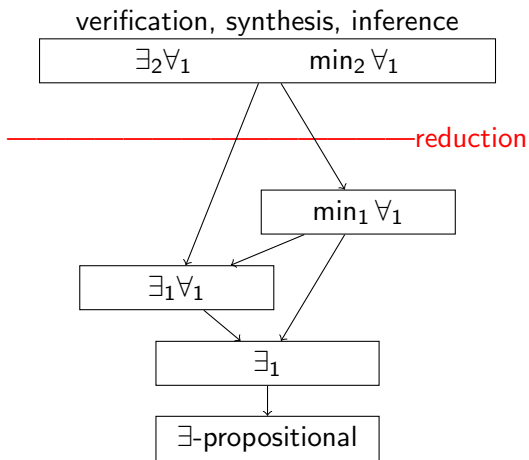 verification, synthesis, inference
∃₂∀₁ min₂ ∀₁
reduction
min₁ ∀₁
∃₁∀₁
∃₁
∃-propositional